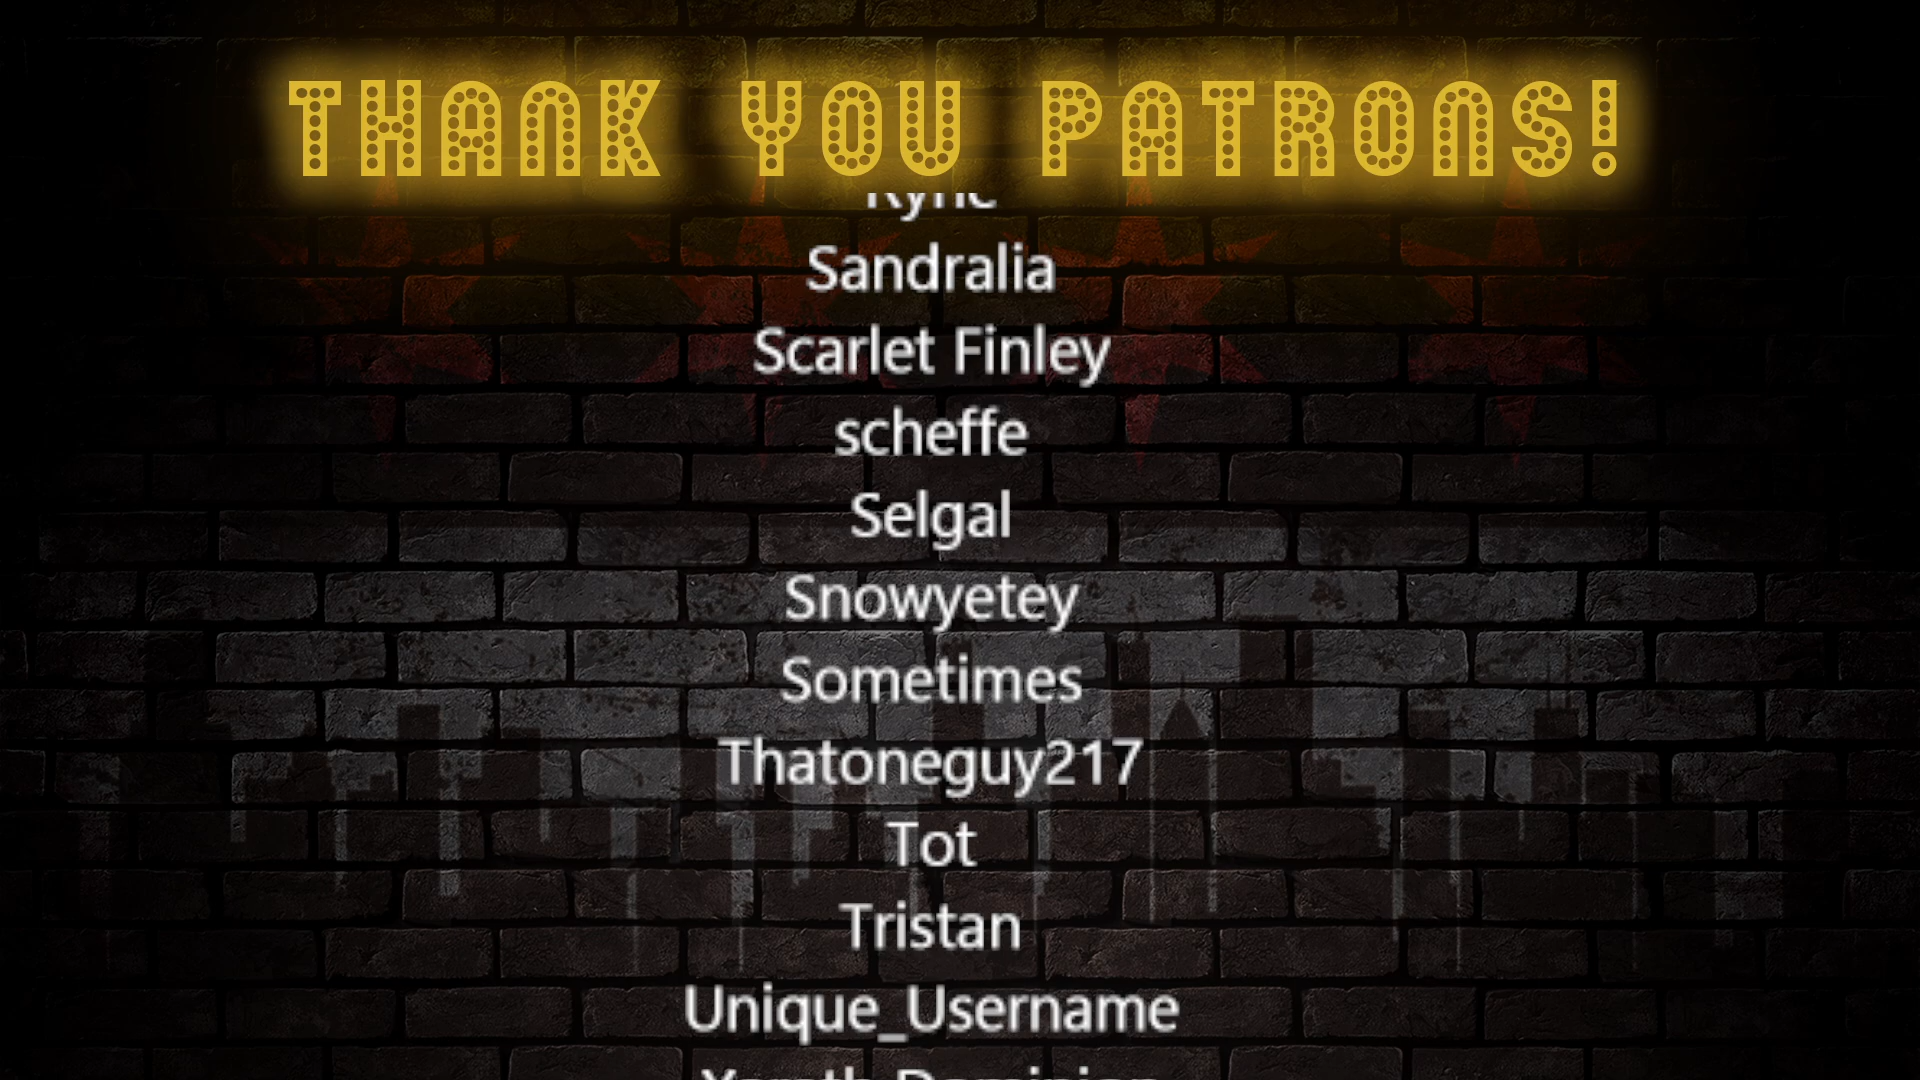 THANK YOU PATRONS!
Sandralia
Scarlet Finley
scheffe
Selgal
Snowyetey
Sometimes
Thatoneguy217
Tot
Tristan
Unique_Username